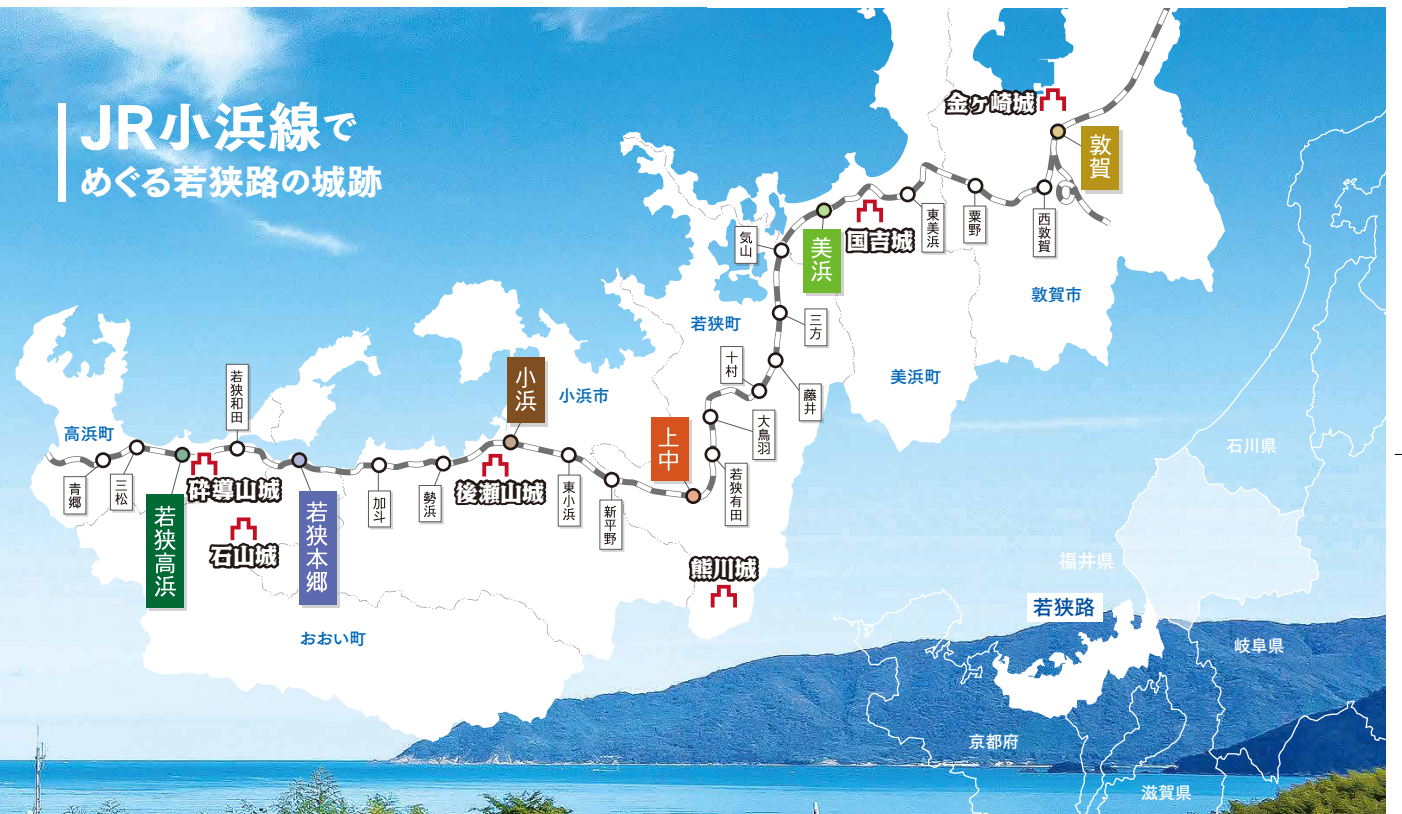 JR小浜線で
めぐる若狭路の城跡
金ヶ崎城
敦賀
西敦賀
粟野
東美浜
国吉城
美浜
気山
三方
藤井
十村
大鳥羽
若狭有田
上中
熊川城
新平野
東小浜
小浜
後瀬山城
勢浜
加斗
若狭本郷
若狭和田
砕導山城
石山城
若狭高浜
三松
青郷
敦賀市
美浜町
若狭町
小浜市
おおい町
高浜町
石川県
福井県
若狭路
岐阜県
京都府
滋賀県